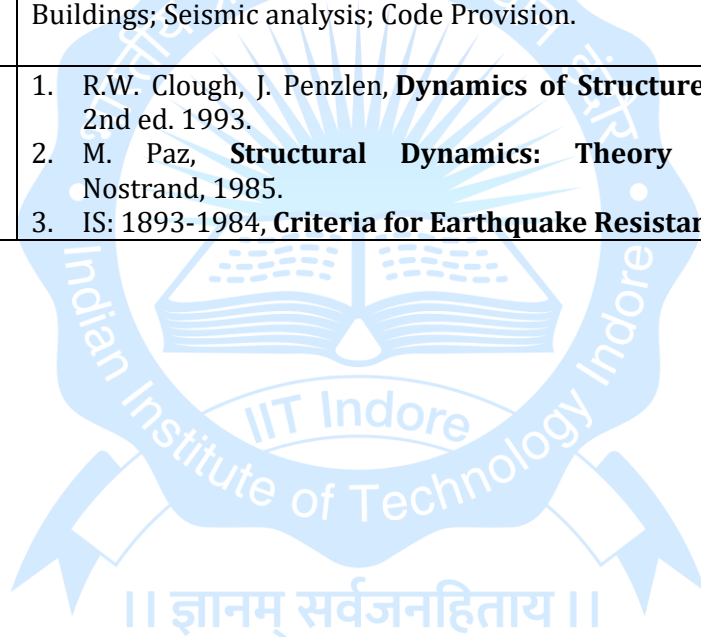 Buildings; Seismic analysis; Code Provision.
1. R.W. Clough, J. Penzlen, Dynamics of Structure
2nd ed. 1993.
2. M. Paz, Structural Dynamics: Theory
Nostrand, 1985.
3. IS: 1893-1984, Criteria for Earthquake Resistan
Indian Institute of Technology Indore
IIT Indore
।। ज्ञानम् सर्वजनहिताय ।।